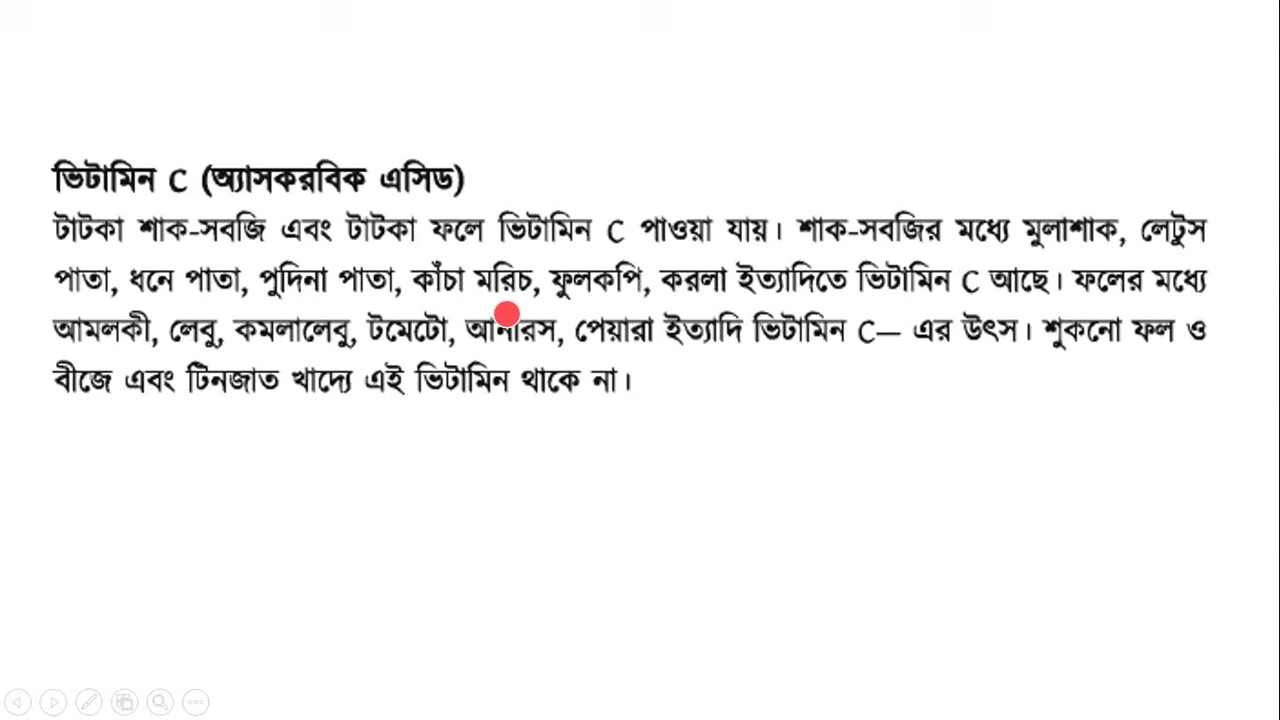 ভিটামিন C (অ্যাসকরবিক এসিড)
টাটকা শাক-সবজি এবং টাটকা ফলে ভিটামিন C পাওয়া যায়। শাক-সবজির মধ্যে মুলাশাক, লেটুস
পাতা, ধনে পাতা, পুদিনা পাতা, কাঁচা মরিচ, ফুলকপি, করলা ইত্যাদিতে ভিটামিন C আছে। ফলের মধ্যে
আমলকী, লেবু, কমলালেবু, টমেটো, আনারস, পেয়ারা ইত্যাদি ভিটামিন C— এর উৎস। শুকনো ফল ও
বীজে এবং টিনজাত খাদ্যে এই ভিটামিন থাকে না।